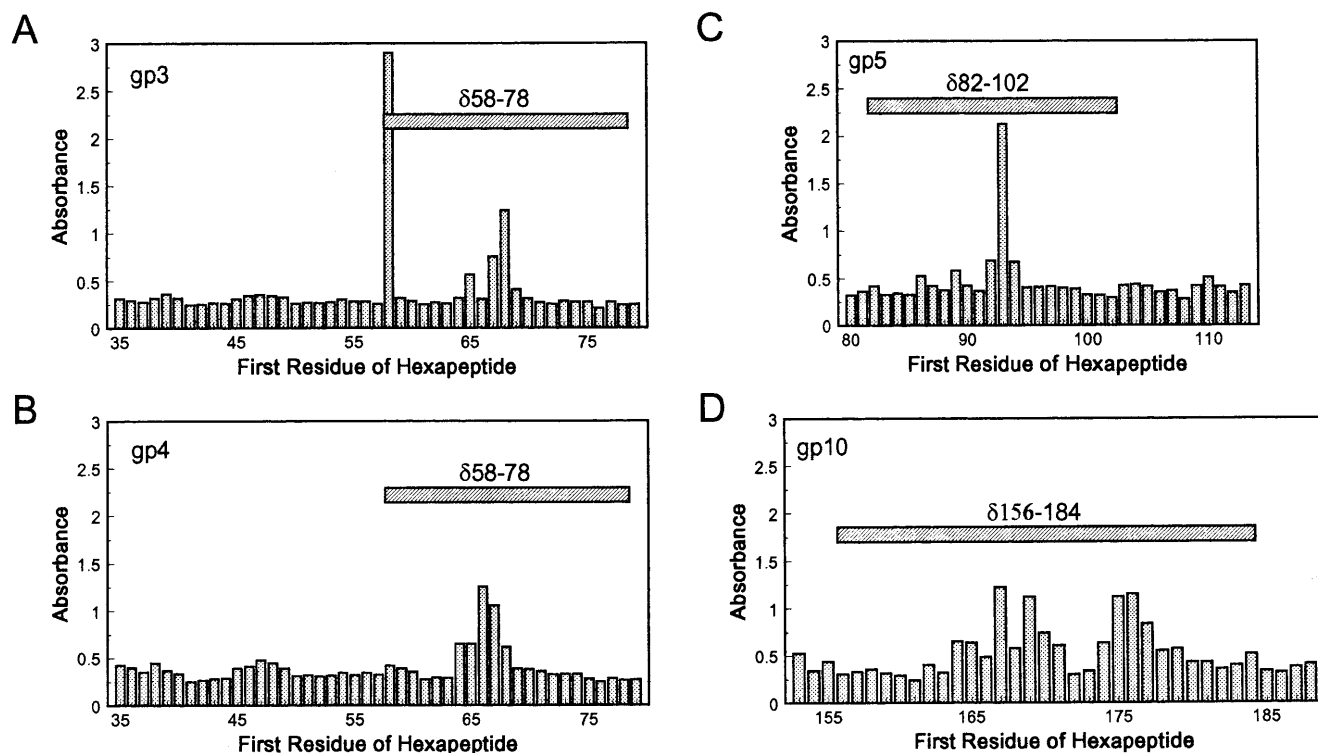 A
gp3
δ58-78
Absorbance
3
2.5
2
1.5
1
0.5
0
35 45 55 65 75
First Residue of Hexapeptide
B
gp4
δ58-78
Absorbance
3
2.5
2
1.5
1
0.5
0
35 45 55 65 75
First Residue of Hexapeptide
C
gp5
δ82-102
Absorbance
3
2.5
2
1.5
1
0.5
0
80 90 100 110
First Residue of Hexapeptide
D
gp10
δ156-184
Absorbance
3
2.5
2
1.5
1
0.5
0
155 165 175 185
First Residue of Hexapeptide